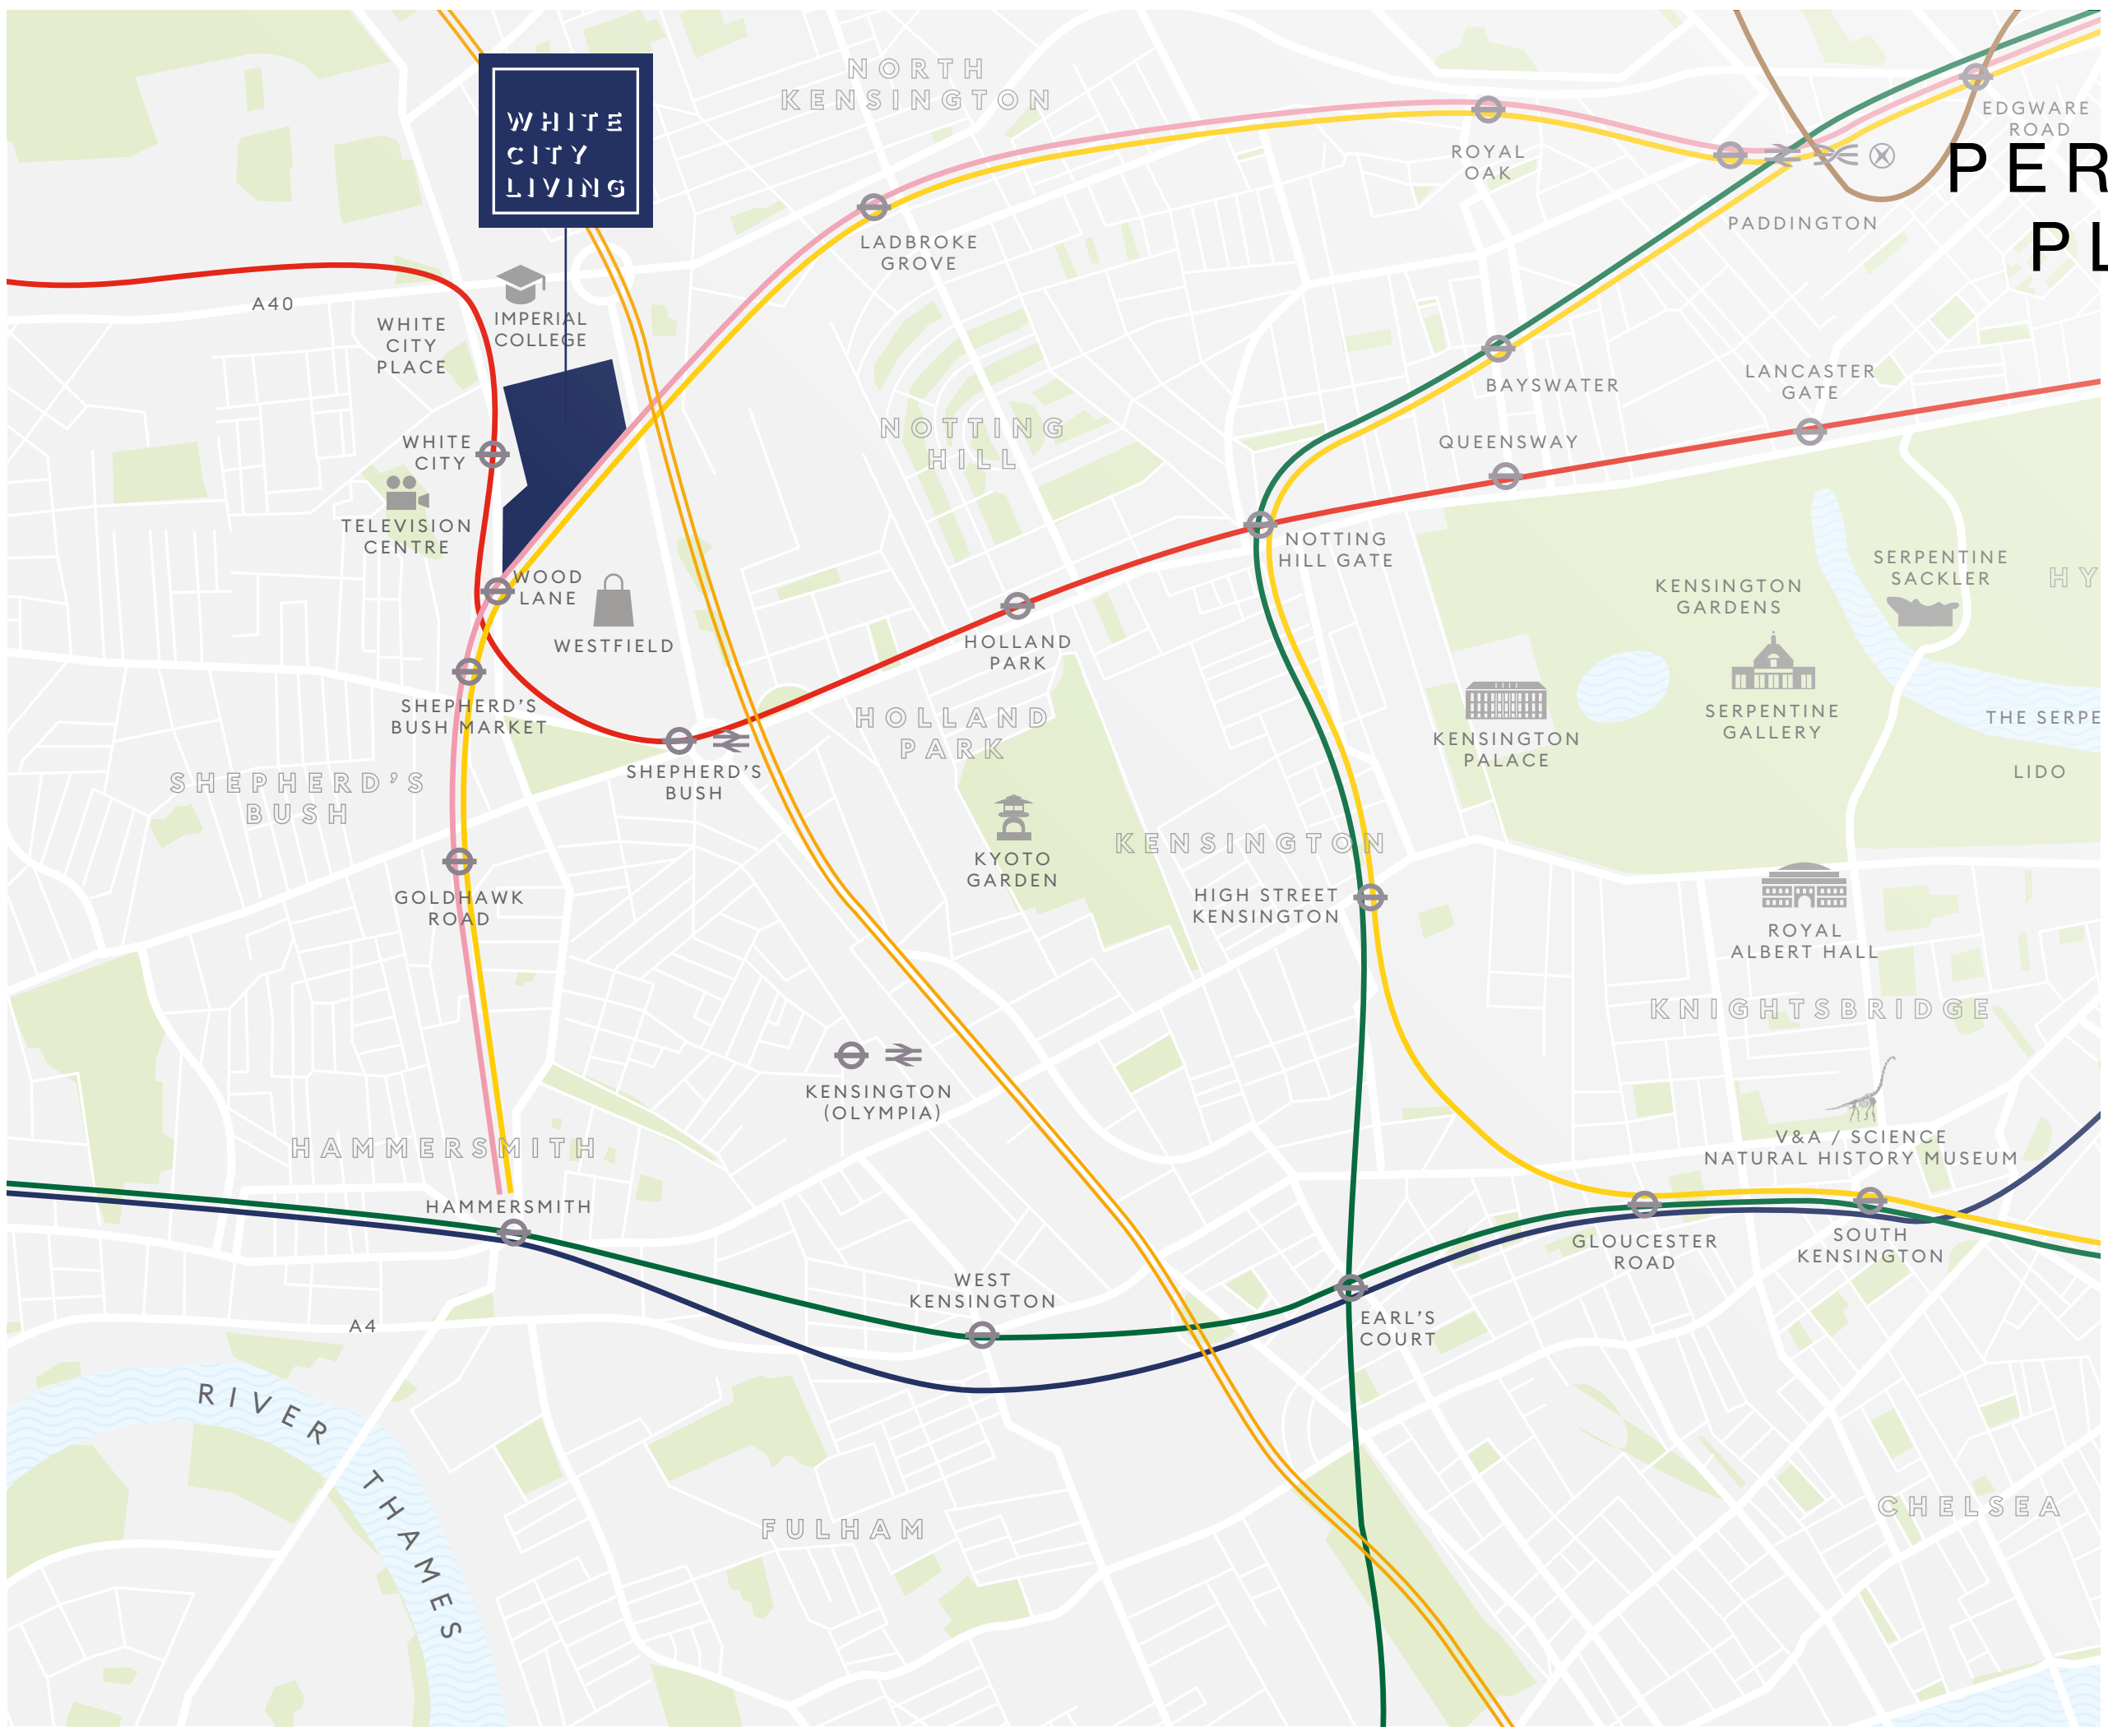 NORTH
KENSINGTON
WHITE
CITY
LIVING
EDGWARE
ROAD
ROYAL
OAK
PADDINGTON
LADBROKE
GROVE
A40
IMPERIAL
COLLEGE
WHITE
CITY
PLACE
BAYSWATER
LANCASTER
GATE
NOTTING
HILL
WHITE
CITY
QUEENSWAY
TELEVISION
CENTRE
NOTTING
HILL GATE
SERPENTINE
SACKLER
KENSINGTON
GARDENS
WOOD
LANE
WESTFIELD
HOLLAND
PARK
SHEPHERD'S
BUSH MARKET
HOLLAND
PARK
SERPENTINE
GALLERY
KENSINGTON
PALACE
LIDO
SHEPHERD'S
BUSH
SHEPHERD'S
BUSH
KYOTO
GARDEN
KENSINGTON
GOLDHAWK
ROAD
HIGH STREET
KENSINGTON
ROYAL
ALBERT HALL
KNIGHTSBRIDGE
KENSINGTON
(OLYMPIA)
HAMMERSMITH
V&A / SCIENCE
NATURAL HISTORY MUSEUM
HAMMERSMITH
GLOUCESTER
ROAD
SOUTH
KENSINGTON
WEST
KENSINGTON
EARL'S
COURT
A4
RIVER THAMES
FULHAM
CHELSEA
THE